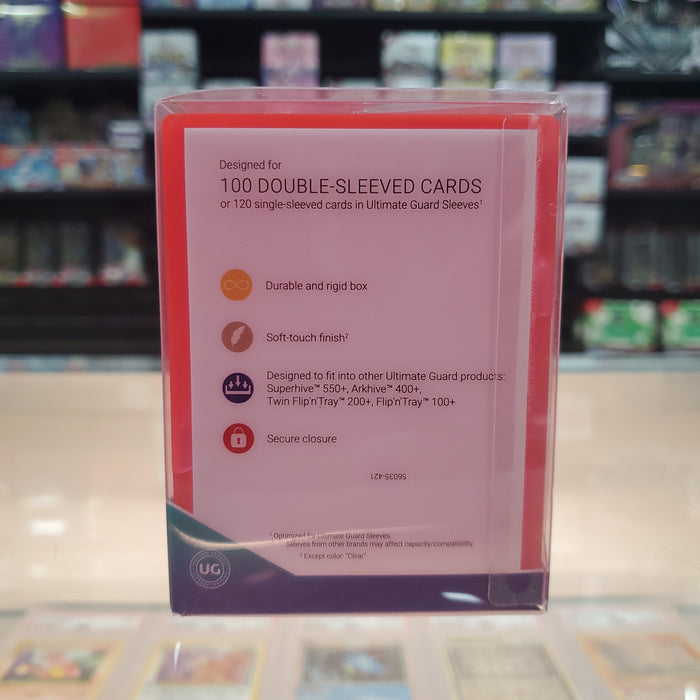 Designed for
100 DOUBLE-SLEEVED CARDS
or 120 single-sleeved cards in Ultimate Guard Sleeves¹
Durable and rigid box
Soft-touch finish²
Designed to fit into other Ultimate Guard products:
Superhive™ 550+, Arkhive™ 400+,
Twin Flip'n'Tray™ 200+, Flip'n'Tray™ 100+
Secure closure
56035-421
¹ Optimized for Ultimate Guard Sleeves.
Sleeves from other brands may affect capacity/compatibility.
² Except color: "Clear"
UG